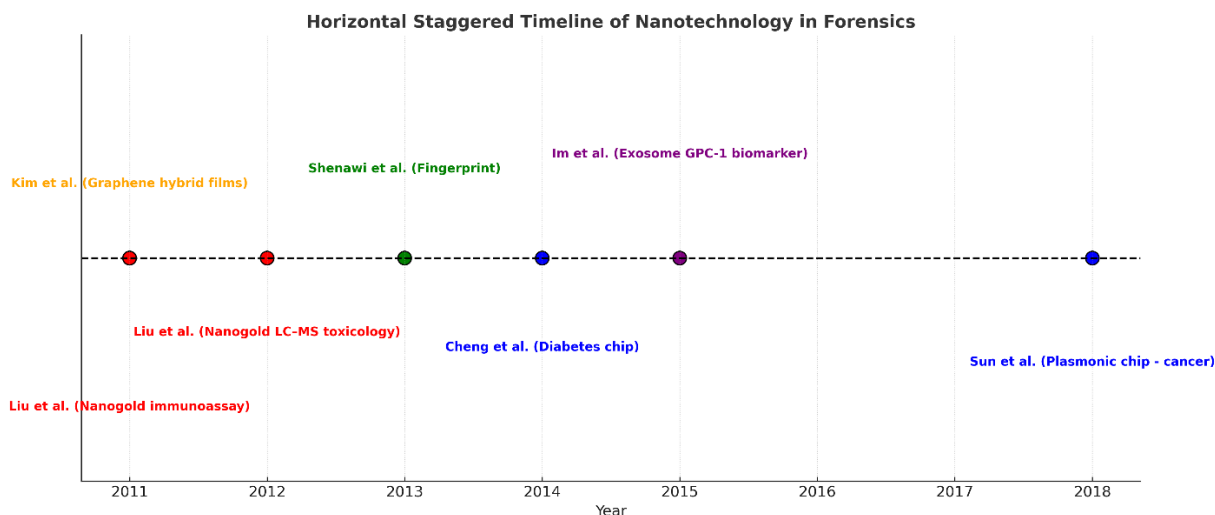 Horizontal Staggered Timeline of Nanotechnology in Forensics
Im et al. (Exosome GPC-1 biomarker)
Shenawi et al. (Fingerprint)
Kim et al. (Graphene hybrid films)
Liu et al. (Nanogold LC–MS toxicology)
Cheng et al. (Diabetes chip)
Sun et al. (Plasmonic chip - cancer)
Liu et al. (Nanogold immunoassay)
2011 2012 2013 2014 2015 2016 2017 2018
Year